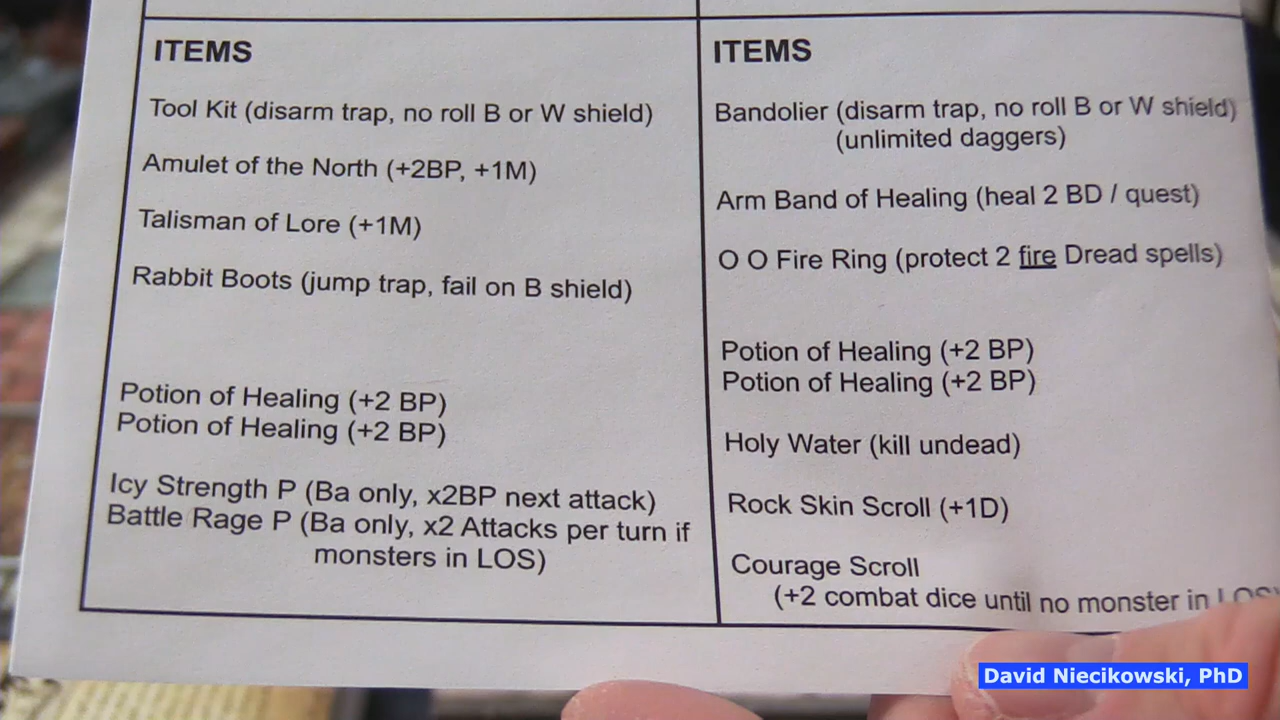 ITEMS
Tool Kit (disarm trap, no roll B or W shield)
Amulet of the North (+2BP, +1M)
Talisman of Lore (+1M)
Rabbit Boots (jump trap, fail on B shield)
Potion of Healing (+2 BP)
Potion of Healing (+2 BP)
Icy Strength P (Ba only, x2BP next attack)
Battle Rage P (Ba only, x2 Attacks per turn if
monsters in LOS)
ITEMS
Bandolier (disarm trap, no roll B or W shield)
(unlimited daggers)
Arm Band of Healing (heal 2 BD / quest)
O O Fire Ring (protect 2 fire Dread spells)
Potion of Healing (+2 BP)
Potion of Healing (+2 BP)
Holy Water (kill undead)
Rock Skin Scroll (+1D)
Courage Scroll
(+2 combat dice until no monster in LOS)
David Niecikowski, PhD